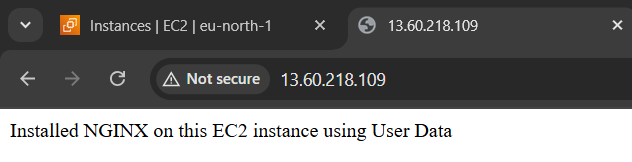 Instances | EC2 | eu-north-1
13.60.218.109
Not secure
13.60.218.109
Installed NGINX on this EC2 instance using User Data